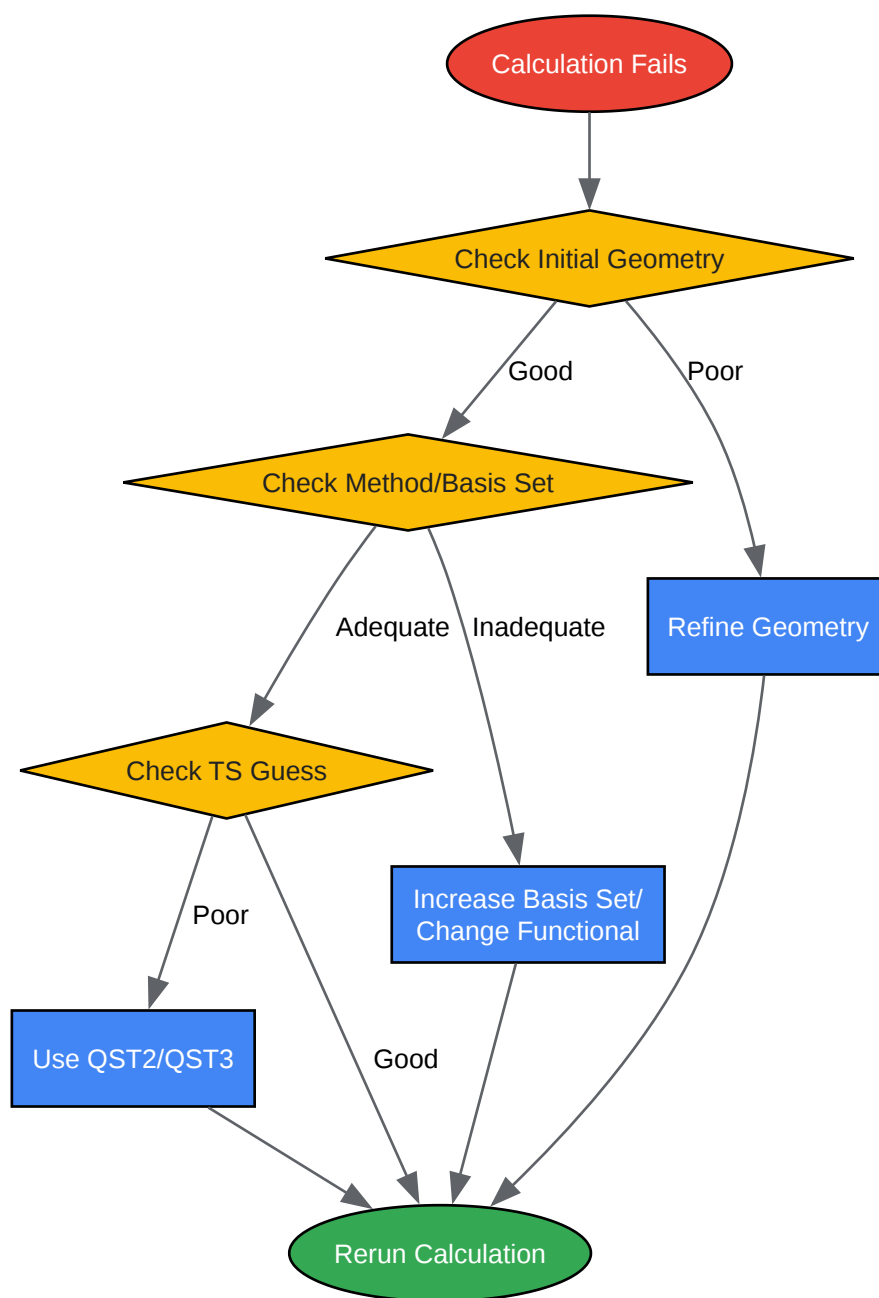 Calculation Fails
Check Initial Geometry
Good
Poor
Check Method/Basis Set
Adequate
Inadequate
Refine Geometry
Check TS Guess
Increase Basis Set/
Change Functional
Poor
Use QST2/QST3
Good
Rerun Calculation